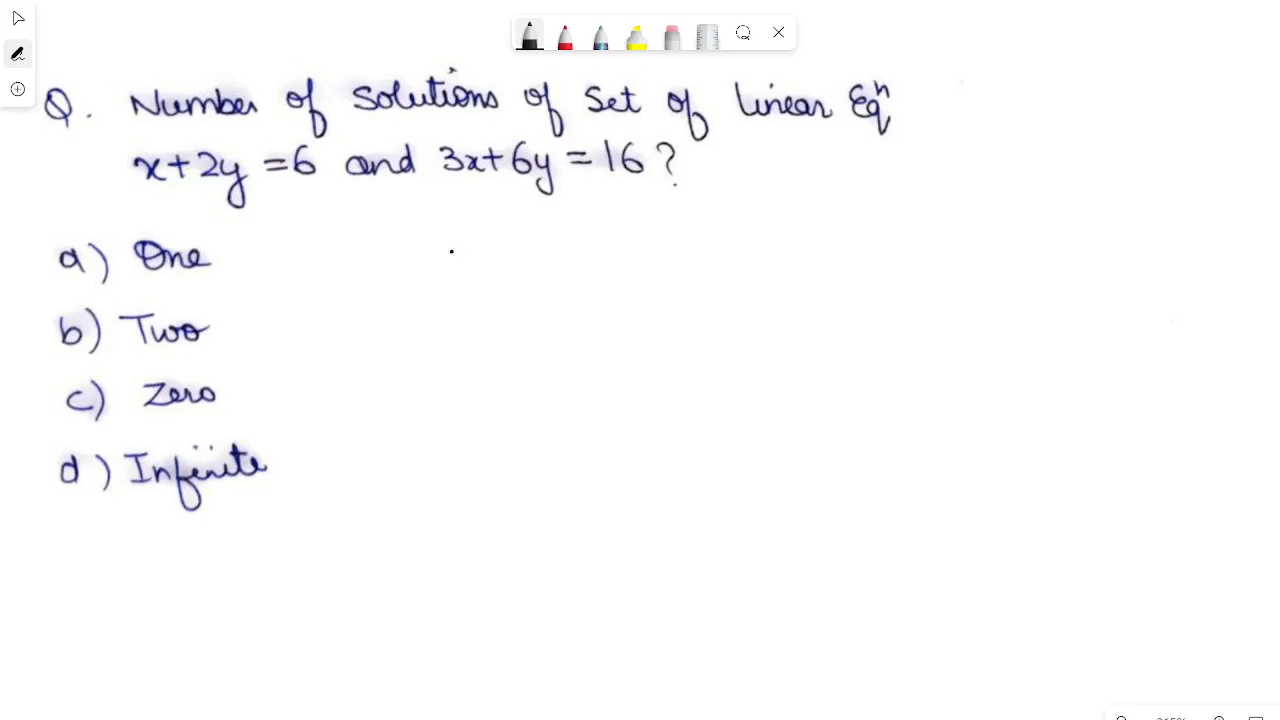 Q. Number of Solutions of Set of linear Eqⁿ
x+2y = 6 and 3x+6y = 16 ?
a) One
b) Two
c) Zero
d) Infinite